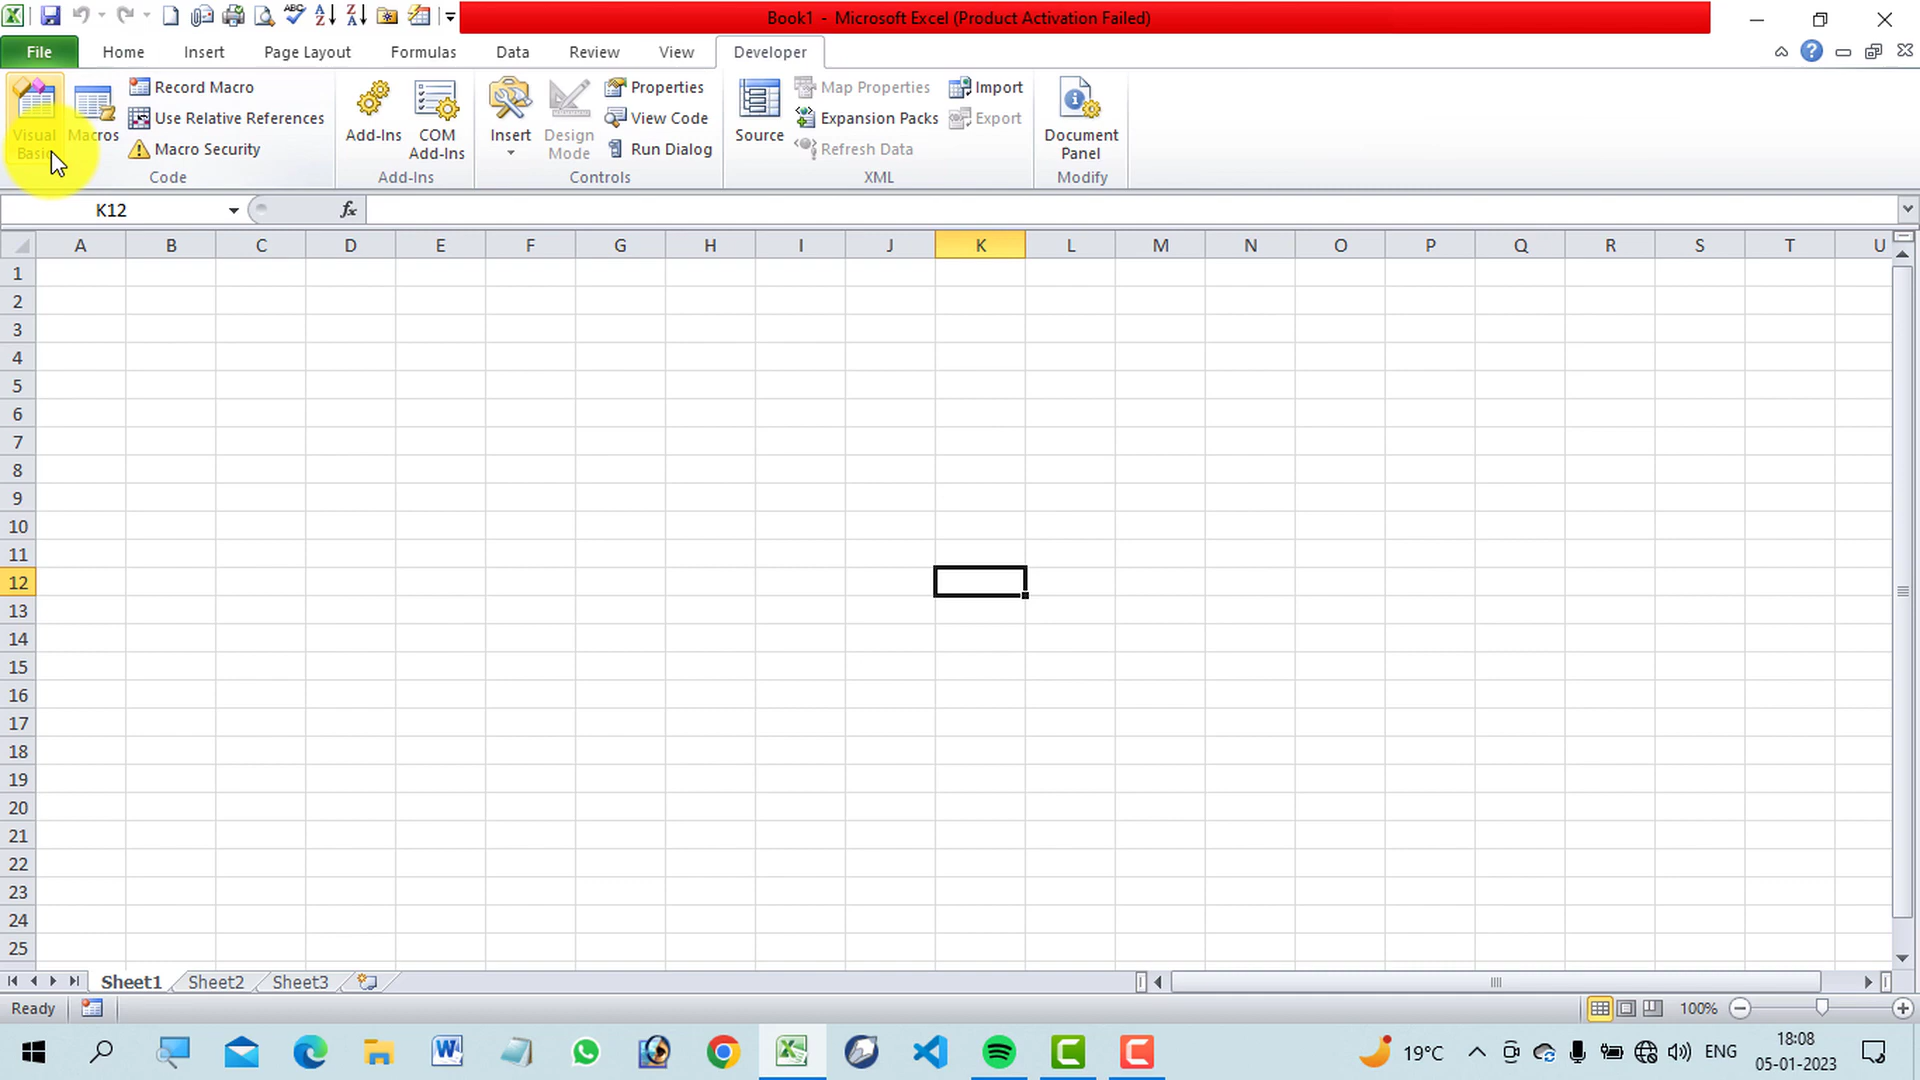 Book1 - Microsoft Excel (Product Activation Failed)
File Home Insert Page Layout Formulas Data Review View Developer
Visual Basic
Macros
Record Macro
Use Relative References
Macro Security
Code
Add-Ins
COM Add-Ins
Add-Ins
Insert
Design Mode
Properties
View Code
Run Dialog
Controls
Source
Map Properties
Expansion Packs
Refresh Data
Import
Export
XML
Document Panel
Modify
K12 fx
A B C D E F G H I J K L M N O P Q R S T U
1
2
3
4
5
6
7
8
9
10
11
12
13
14
15
16
17
18
19
20
21
22
23
24
25
Sheet1 Sheet2 Sheet3
Ready 100%
19°C ENG 18:08
05-01-2023